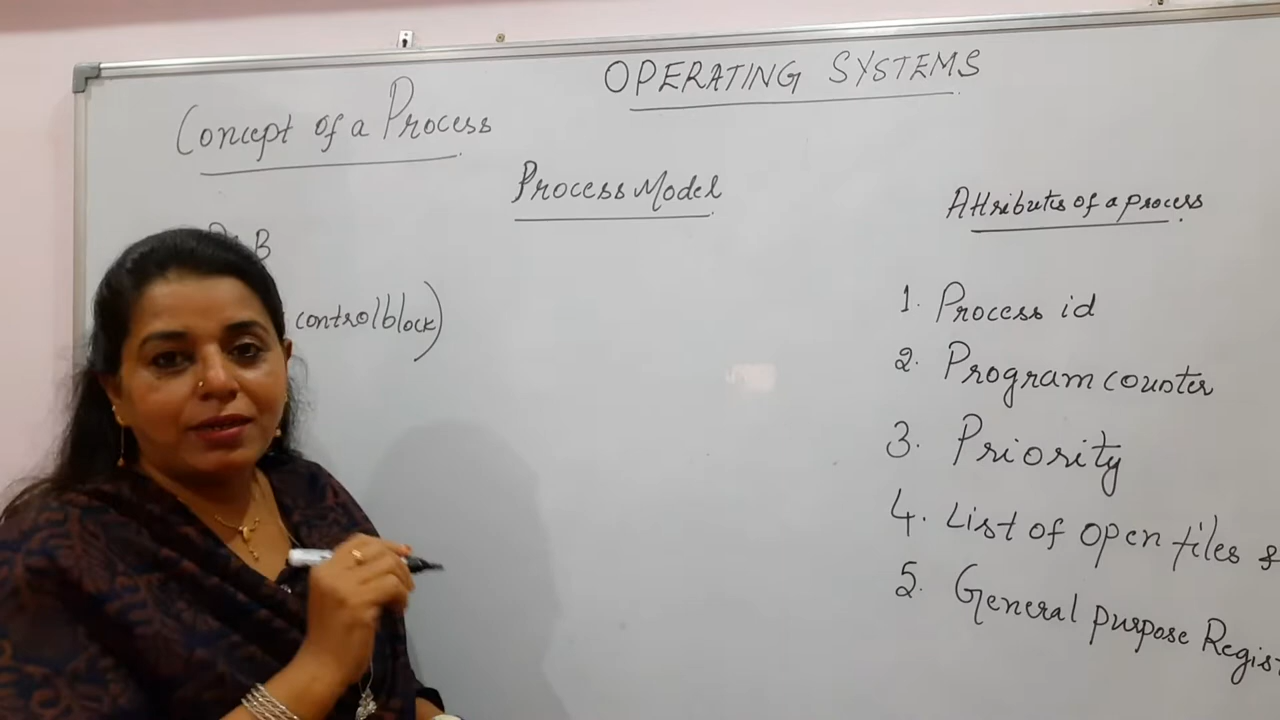 OPERATING SYSTEMS
Concept of a Process
Process Model
Attributes of a process
B
control block)
1. Process id
2. Program counter
3. Priority
4. List of open files &
5. General purpose Regist